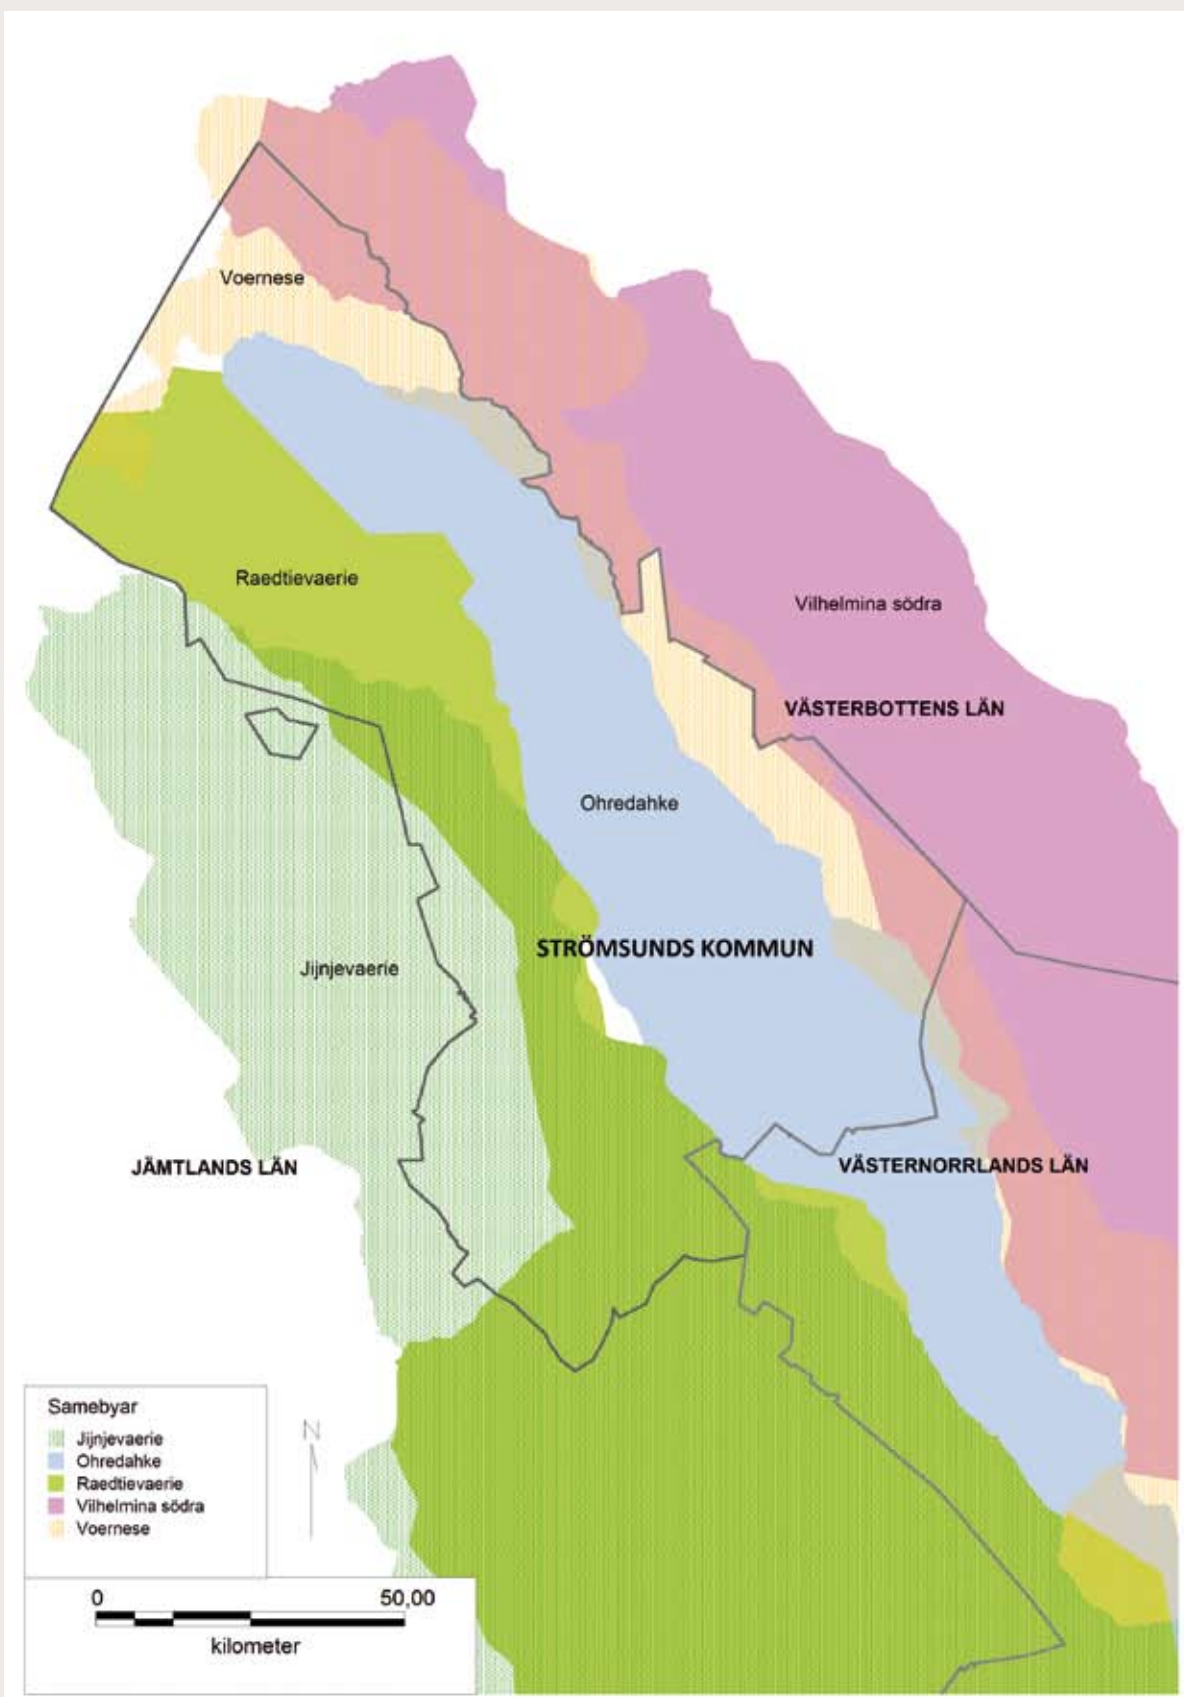 Voernese
Raedtievaerie
Vilhelmina södra
VÄSTERBOTTENS LÄN
Ohredahke
STRÖMSUNDS KOMMUN
Jijnjevaerie
JÄMTLANDS LÄN
VÄSTERNORRLANDS LÄN
Samebyar
Jijnjevaerie
Ohredahke
Raedtievaerie
Vilhelmina södra
Voernese
N
0 50,00
kilometer